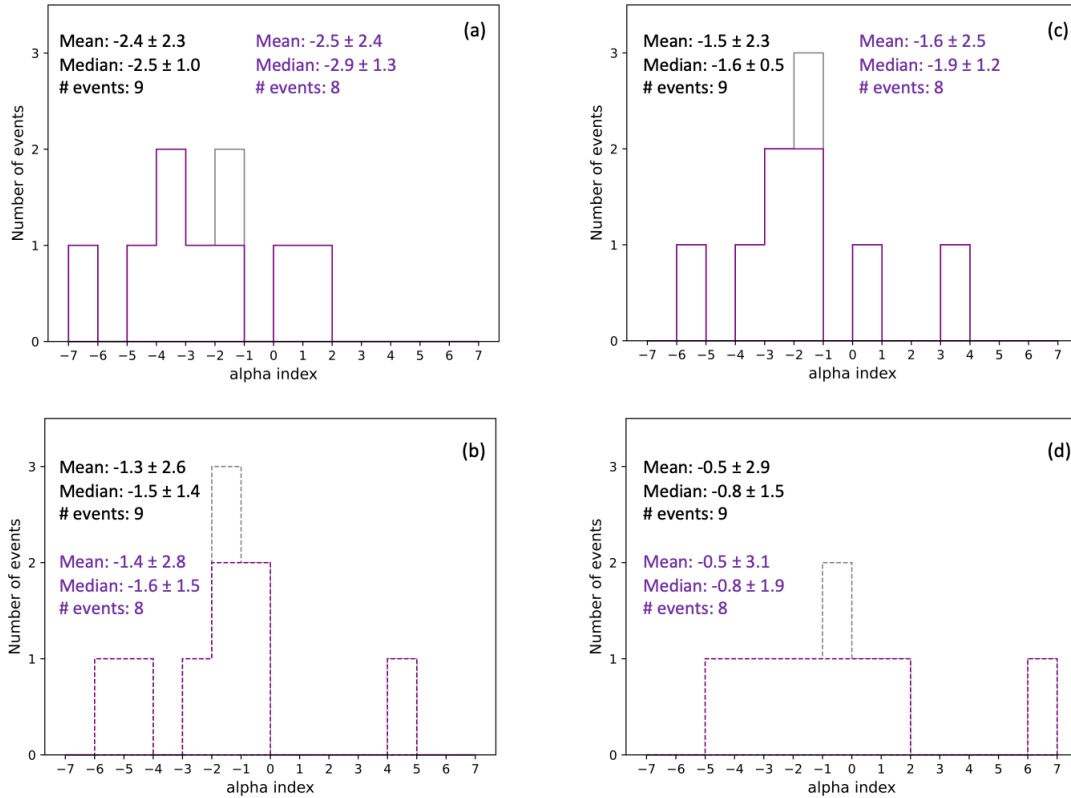 (a)
Mean: -2.4 ± 2.3
Median: -2.5 ± 1.0
# events: 9
Mean: -2.5 ± 2.4
Median: -2.9 ± 1.3
# events: 8
Number of events
3
2
1
0
−7 −6 −5 −4 −3 −2 −1 0 1 2 3 4 5 6 7
alpha index
(c)
Mean: -1.5 ± 2.3
Median: -1.6 ± 0.5
# events: 9
Mean: -1.6 ± 2.5
Median: -1.9 ± 1.2
# events: 8
Number of events
3
2
1
0
−7 −6 −5 −4 −3 −2 −1 0 1 2 3 4 5 6 7
alpha index
(b)
Mean: -1.3 ± 2.6
Median: -1.5 ± 1.4
# events: 9
Mean: -1.4 ± 2.8
Median: -1.6 ± 1.5
# events: 8
Number of events
3
2
1
0
−7 −6 −5 −4 −3 −2 −1 0 1 2 3 4 5 6 7
alpha index
(d)
Mean: -0.5 ± 2.9
Median: -0.8 ± 1.5
# events: 9
Mean: -0.5 ± 3.1
Median: -0.8 ± 1.9
# events: 8
Number of events
3
2
1
0
−7 −6 −5 −4 −3 −2 −1 0 1 2 3 4 5 6 7
alpha index